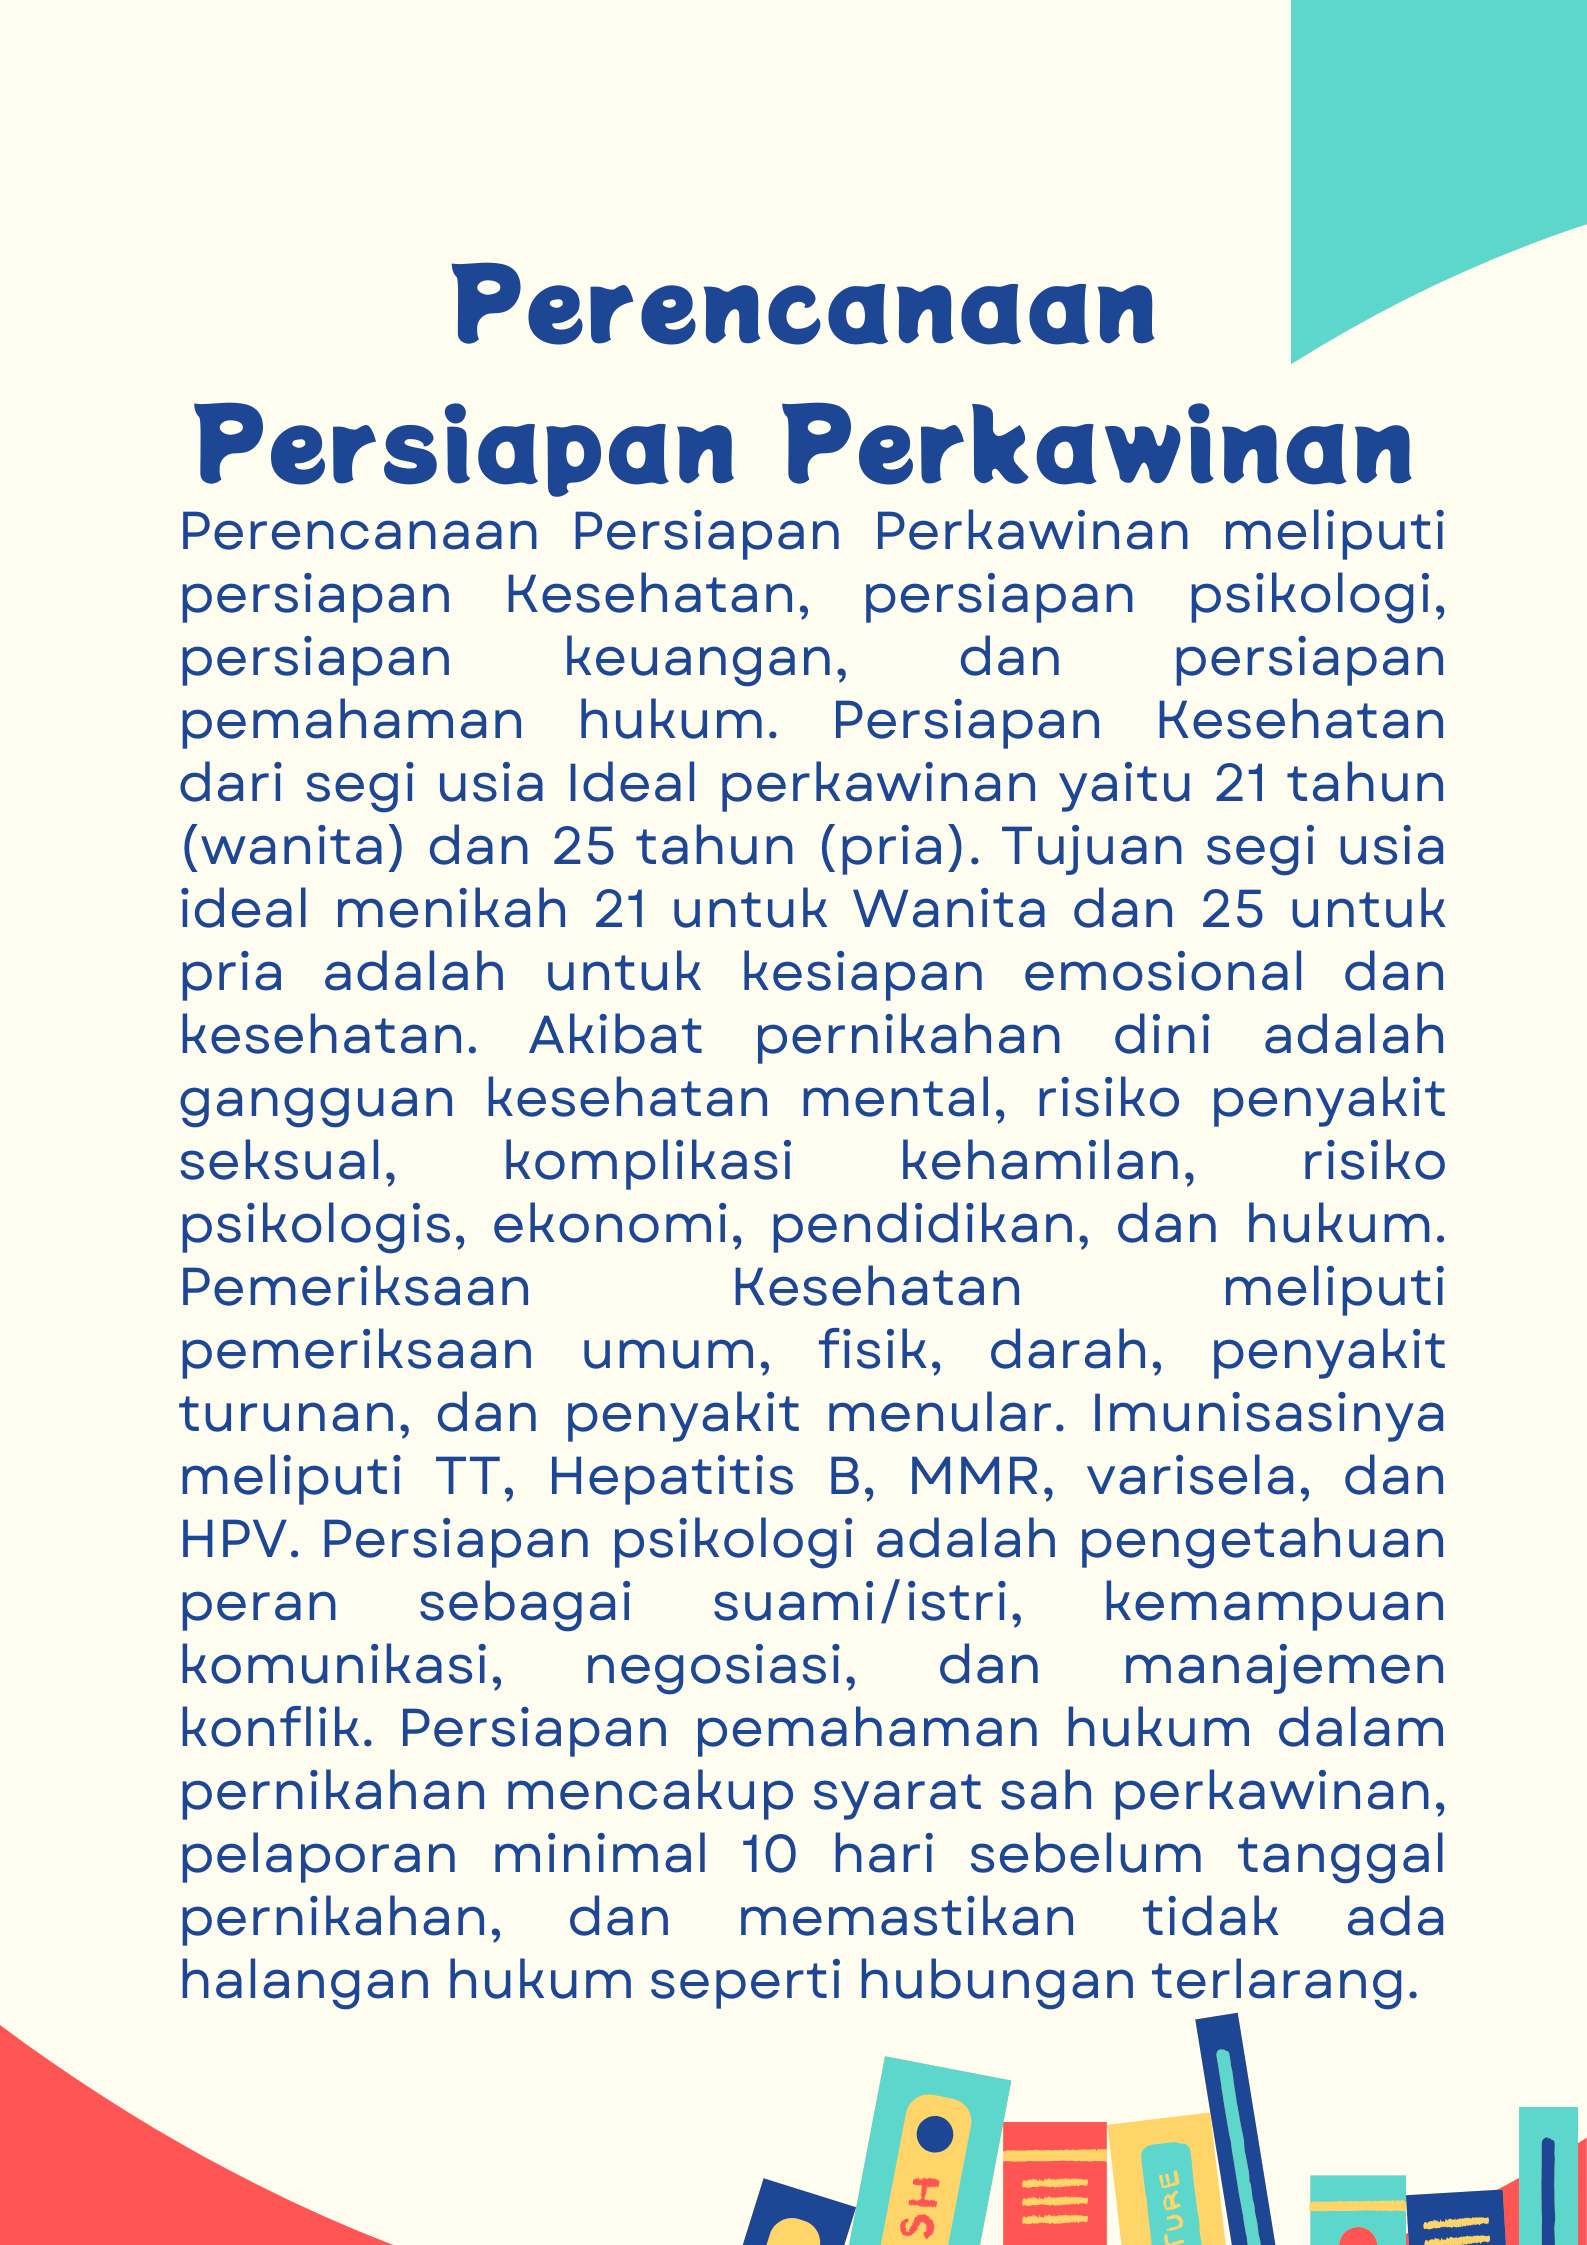 Perencanaan
Persiapan Perkawinan
Perencanaan Persiapan Perkawinan meliputi
persiapan Kesehatan, persiapan psikologi,
persiapan keuangan, dan persiapan
pemahaman hukum. Persiapan Kesehatan
dari segi usia Ideal perkawinan yaitu 21 tahun
(wanita) dan 25 tahun (pria). Tujuan segi usia
ideal menikah 21 untuk Wanita dan 25 untuk
pria adalah untuk kesiapan emosional dan
kesehatan. Akibat pernikahan dini adalah
gangguan kesehatan mental, risiko penyakit
seksual, komplikasi kehamilan, risiko
psikologis, ekonomi, pendidikan, dan hukum.
Pemeriksaan Kesehatan meliputi
pemeriksaan umum, fisik, darah, penyakit
turunan, dan penyakit menular. Imunisasinya
meliputi TT, Hepatitis B, MMR, varisela, dan
HPV. Persiapan psikologi adalah pengetahuan
peran sebagai suami/istri, kemampuan
komunikasi, negosiasi, dan manajemen
konflik. Persiapan pemahaman hukum dalam
pernikahan mencakup syarat sah perkawinan,
pelaporan minimal 10 hari sebelum tanggal
pernikahan, dan memastikan tidak ada
halangan hukum seperti hubungan terlarang.
SH
TURE